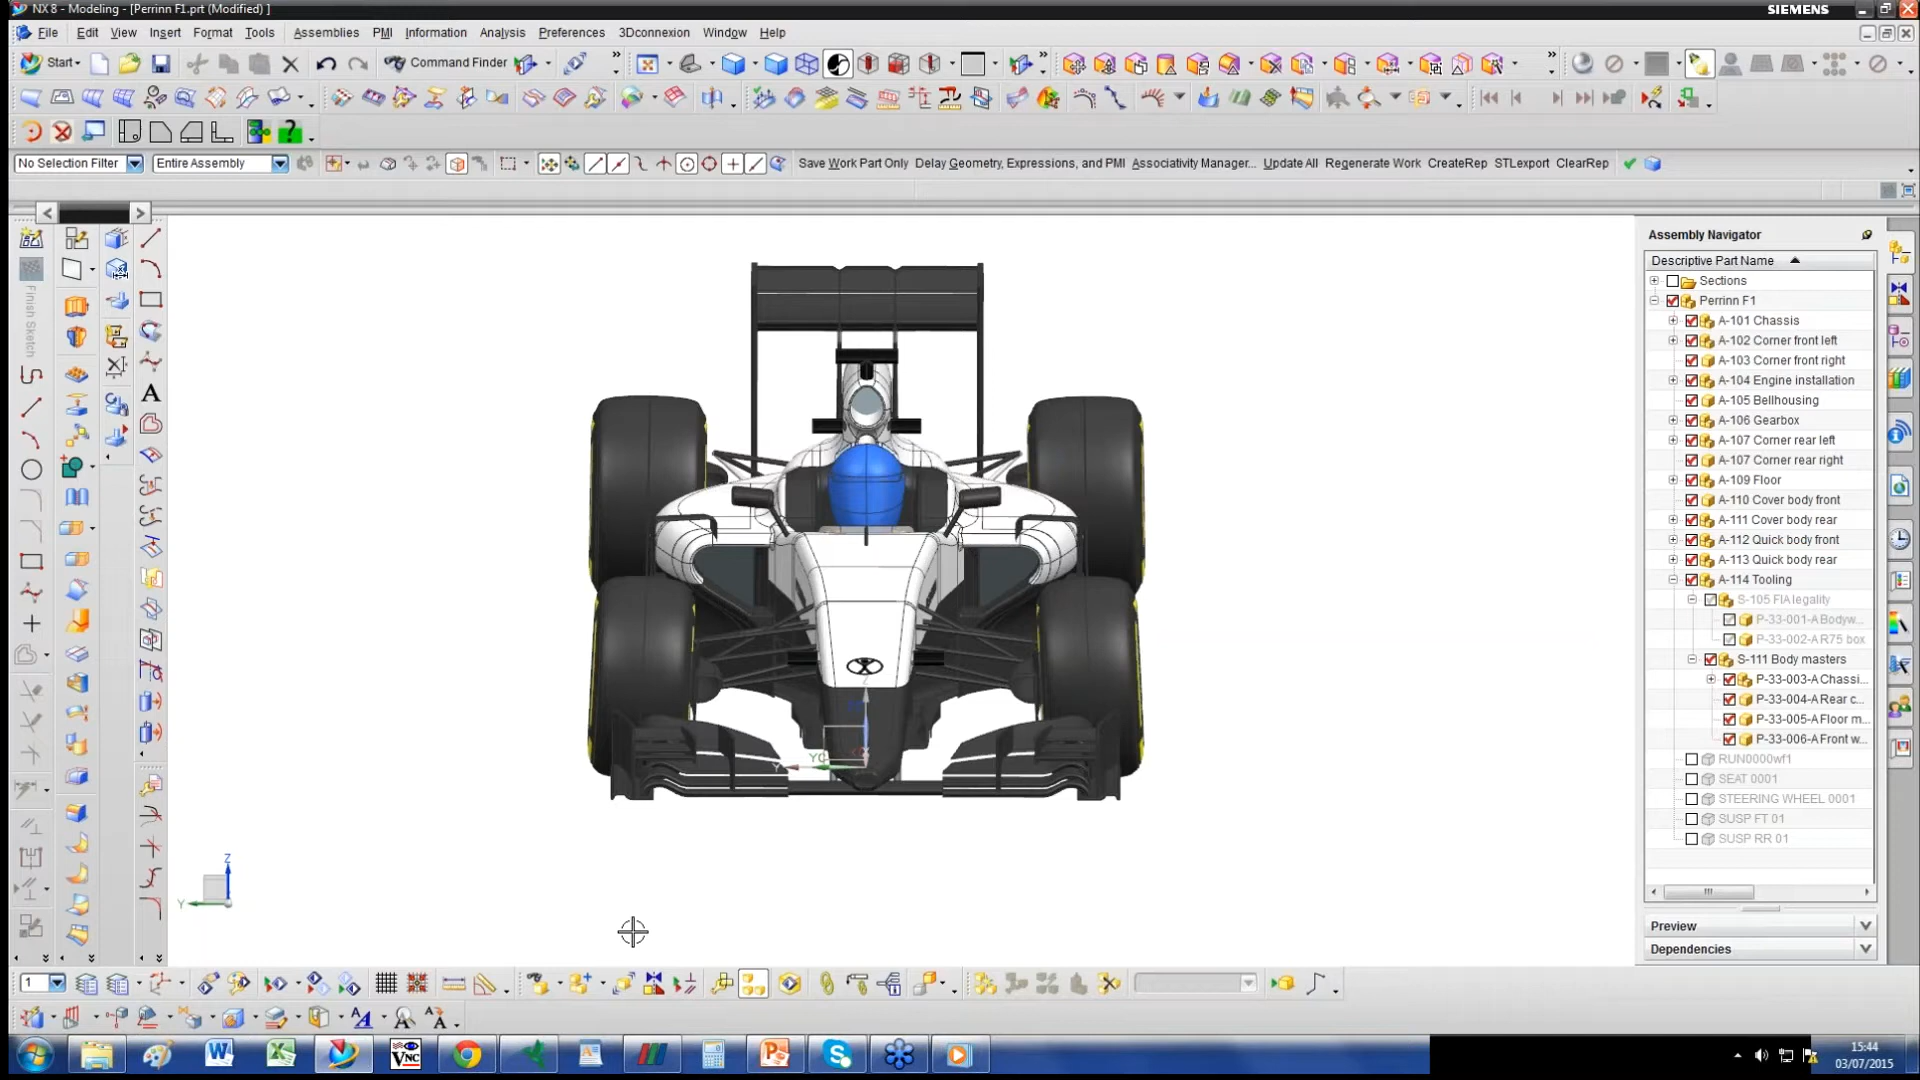 NX 8 - Modeling - [Perrinn F1.prt (Modified) ]
SIEMENS
File Edit View Insert Format Tools Assemblies PMI Information Analysis Preferences 3Dconnexion Window Help
Start Command Finder
No Selection Filter Entire Assembly Save Work Part Only Delay Geometry, Expressions, and PMI Associativity Manager... Update All Regenerate Work CreateRep STLexport ClearRep
Finish Sketch
Assembly Navigator
Descriptive Part Name
Sections
Perrinn F1
A-101 Chassis
A-102 Corner front left
A-103 Corner front right
A-104 Engine installation
A-105 Bellhousing
A-106 Gearbox
A-107 Corner rear left
A-107 Corner rear right
A-109 Floor
A-110 Cover body front
A-111 Cover body rear
A-112 Quick body front
A-113 Quick body rear
A-114 Tooling
S-105 FIA legality
P-33-001-A Bodyw...
P-33-002-A R75 box
S-111 Body masters
P-33-003-A Chassi...
P-33-004-A Rear c...
P-33-005-A Floor m...
P-33-006-A Front w...
RUN0000wf1
SEAT 0001
STEERING WHEEL 0001
SUSP FT 01
SUSP RR 01
Preview
Dependencies
Z
Y
1
15:44
03/07/2015